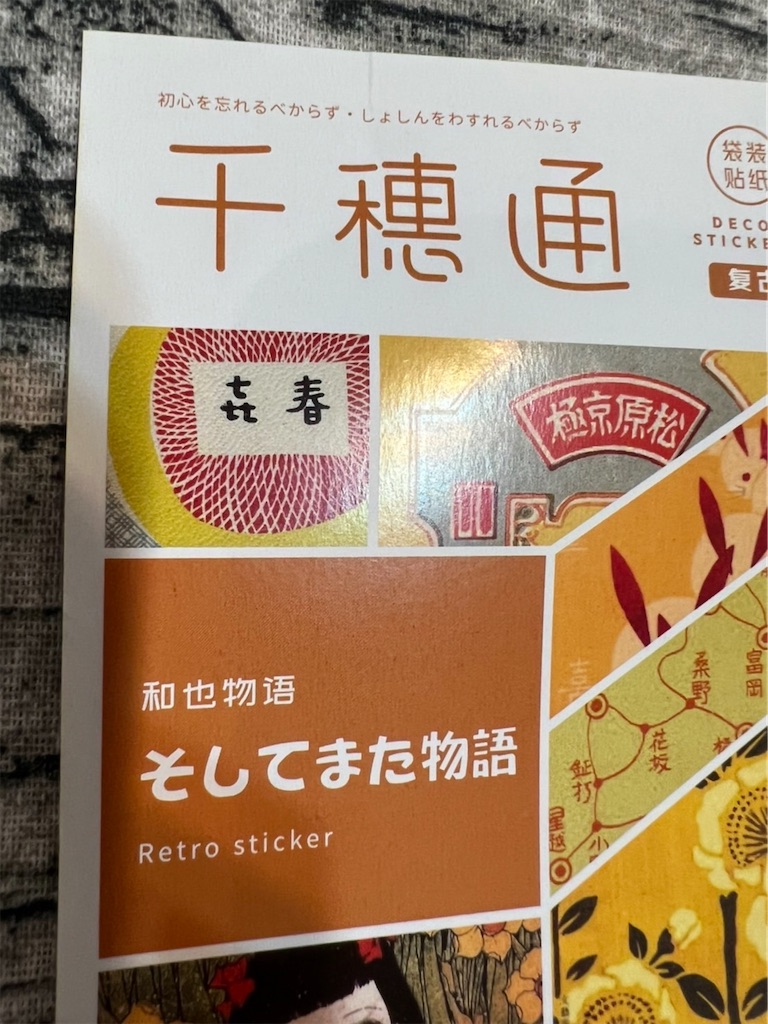 初心を忘れるべからず・しょしんをわすれるべからず
千穗通
袋装
贴纸
DECO
STICKE
复古
㐂春
極京原松
和也物语
そしてまた物語
Retro sticker
喜
桑野
富岡
花坂
鉦打
星越
小